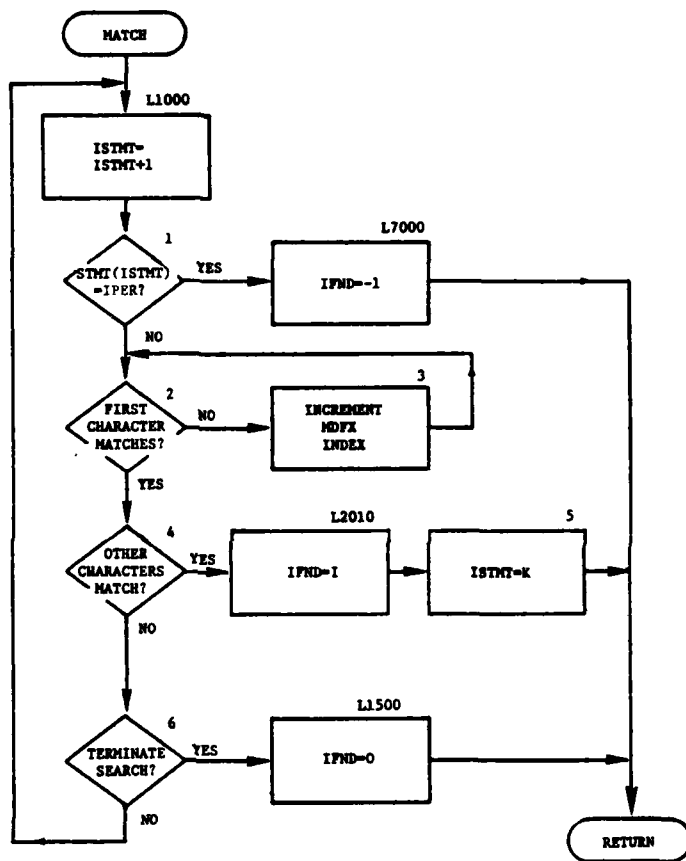 MATCH
L1000
ISTMT=
ISTMT+1
1
STMT(ISTMT)
=IPER?
YES
L7000
IFND=-1
NO
2
FIRST
CHARACTER
MATCHES?
NO
3
INCREMENT
MDFX
INDEX
YES
4
OTHER
CHARACTERS
MATCH?
YES
L2010
IFND=I
5
ISTMT=K
NO
6
TERMINATE
SEARCH?
YES
L1500
IFND=0
NO
RETURN